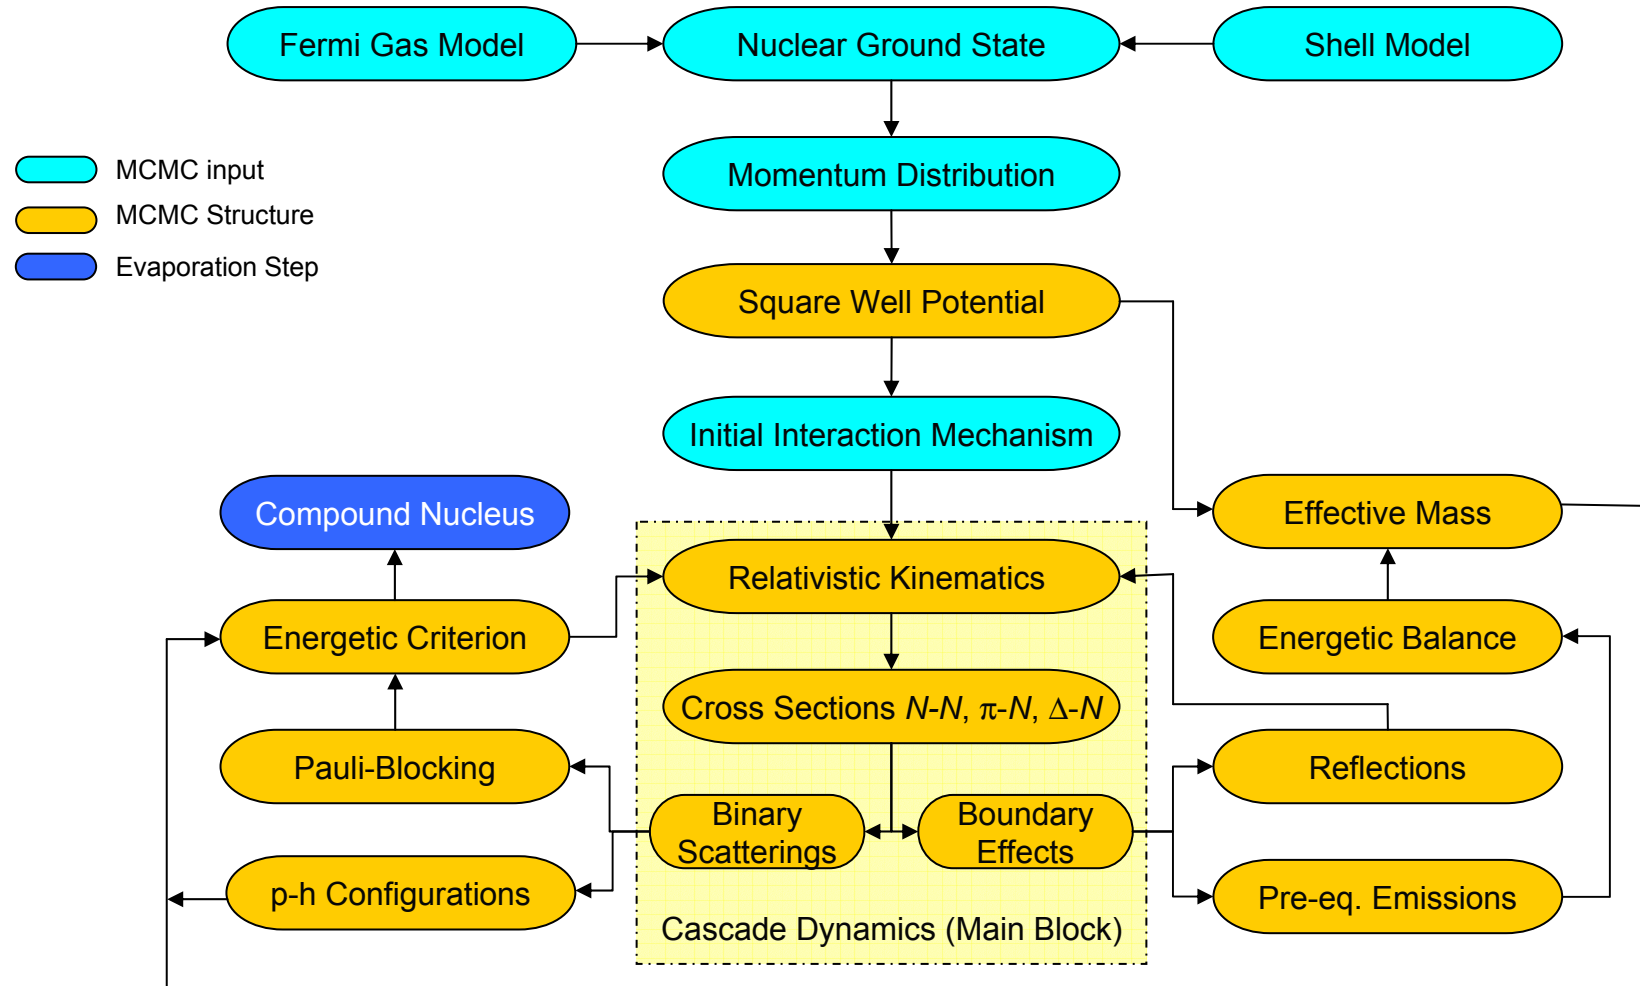 Fermi Gas Model
Nuclear Ground State
Shell Model
MCMC input
MCMC Structure
Evaporation Step
Momentum Distribution
Square Well Potential
Initial Interaction Mechanism
Compound Nucleus
Effective Mass
Relativistic Kinematics
Energetic Criterion
Energetic Balance
Cross Sections N-N, π-N, Δ-N
Pauli-Blocking
Reflections
Binary
Scatterings
Boundary
Effects
p-h Configurations
Pre-eq. Emissions
Cascade Dynamics (Main Block)